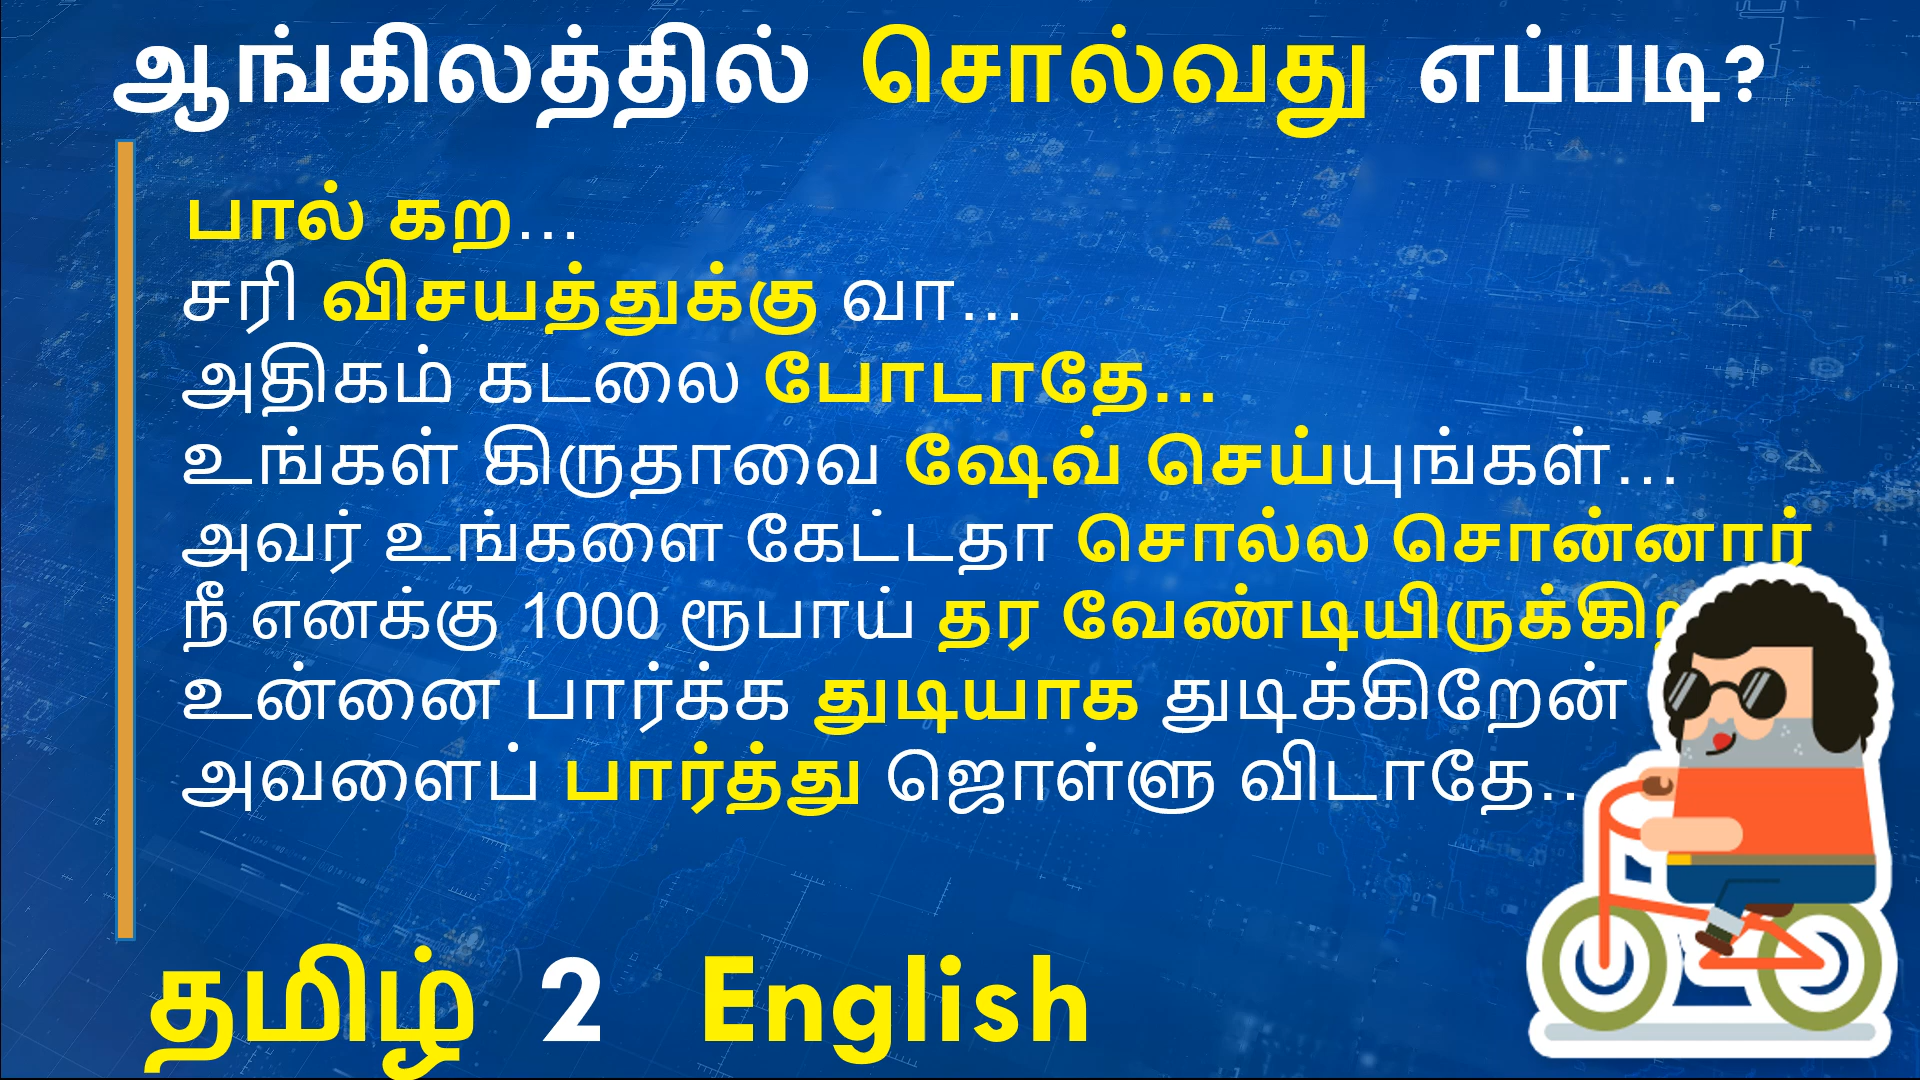 ஆங்கிலத்தில் சொல்வது எப்படி?
பால் கற...
சரி விசயத்துக்கு வா...
அதிகம் கடலை போடாதே...
உங்கள் கிருதாவை ஷேவ் செய்யுங்கள்...
அவர் உங்களை கேட்டதா சொல்ல சொன்னார்
நீ எனக்கு 1000 ரூபாய் தர
உன்னை பார்க்க துடியாக துடிக்கிறேன்
அவளைப் பார்த்து ஜொள்ளு விடாதே..
தமிழ் 2 English